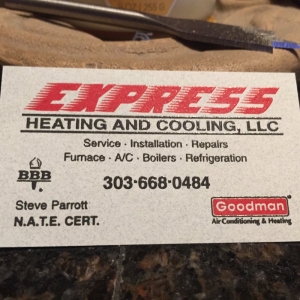 EXPRESS
HEATING AND COOLING, LLC
Service · Installation · Repairs
Furnace · A/C · Boilers · Refrigeration
BBB
303-668-0484
Steve Parrott
N.A.T.E. CERT.
Goodman
Air Conditioning & Heating